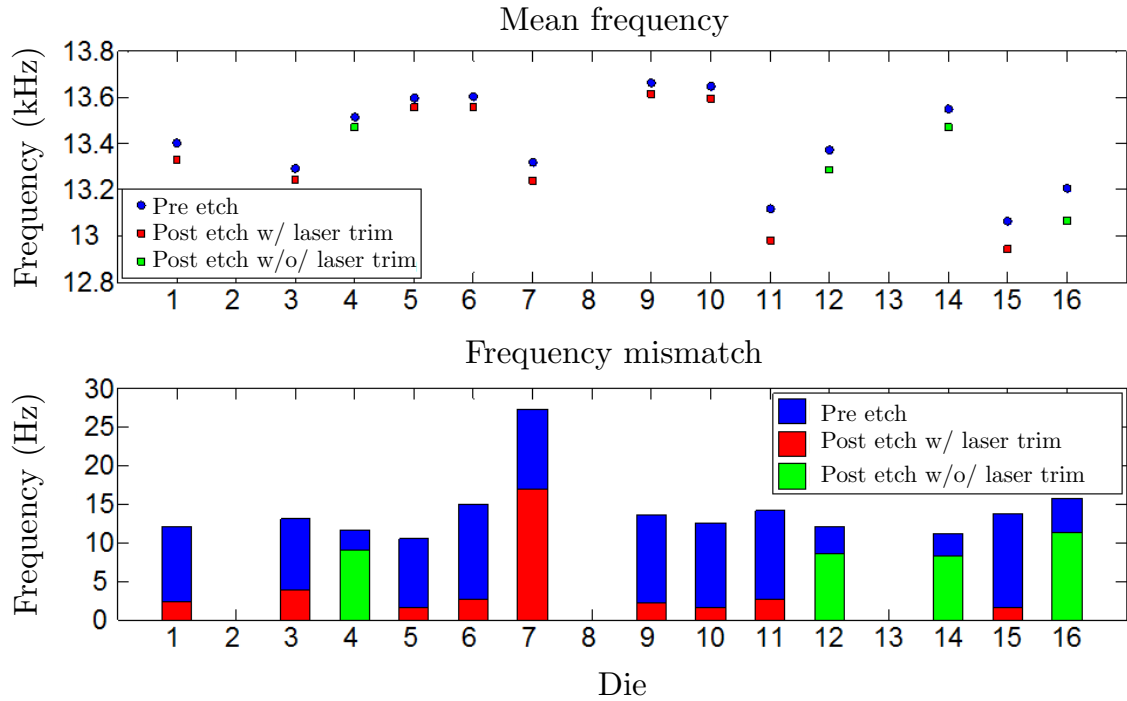 Mean frequency
Frequency (kHz)
13.8
13.6
13.4
13.2
13
12.8
Pre etch
Post etch w/ laser trim
Post etch w/o/ laser trim
1 2 3 4 5 6 7 8 9 10 11 12 13 14 15 16
Frequency mismatch
Frequency (Hz)
30
25
20
15
10
5
0
Pre etch
Post etch w/ laser trim
Post etch w/o/ laser trim
1 2 3 4 5 6 7 8 9 10 11 12 13 14 15 16
Die